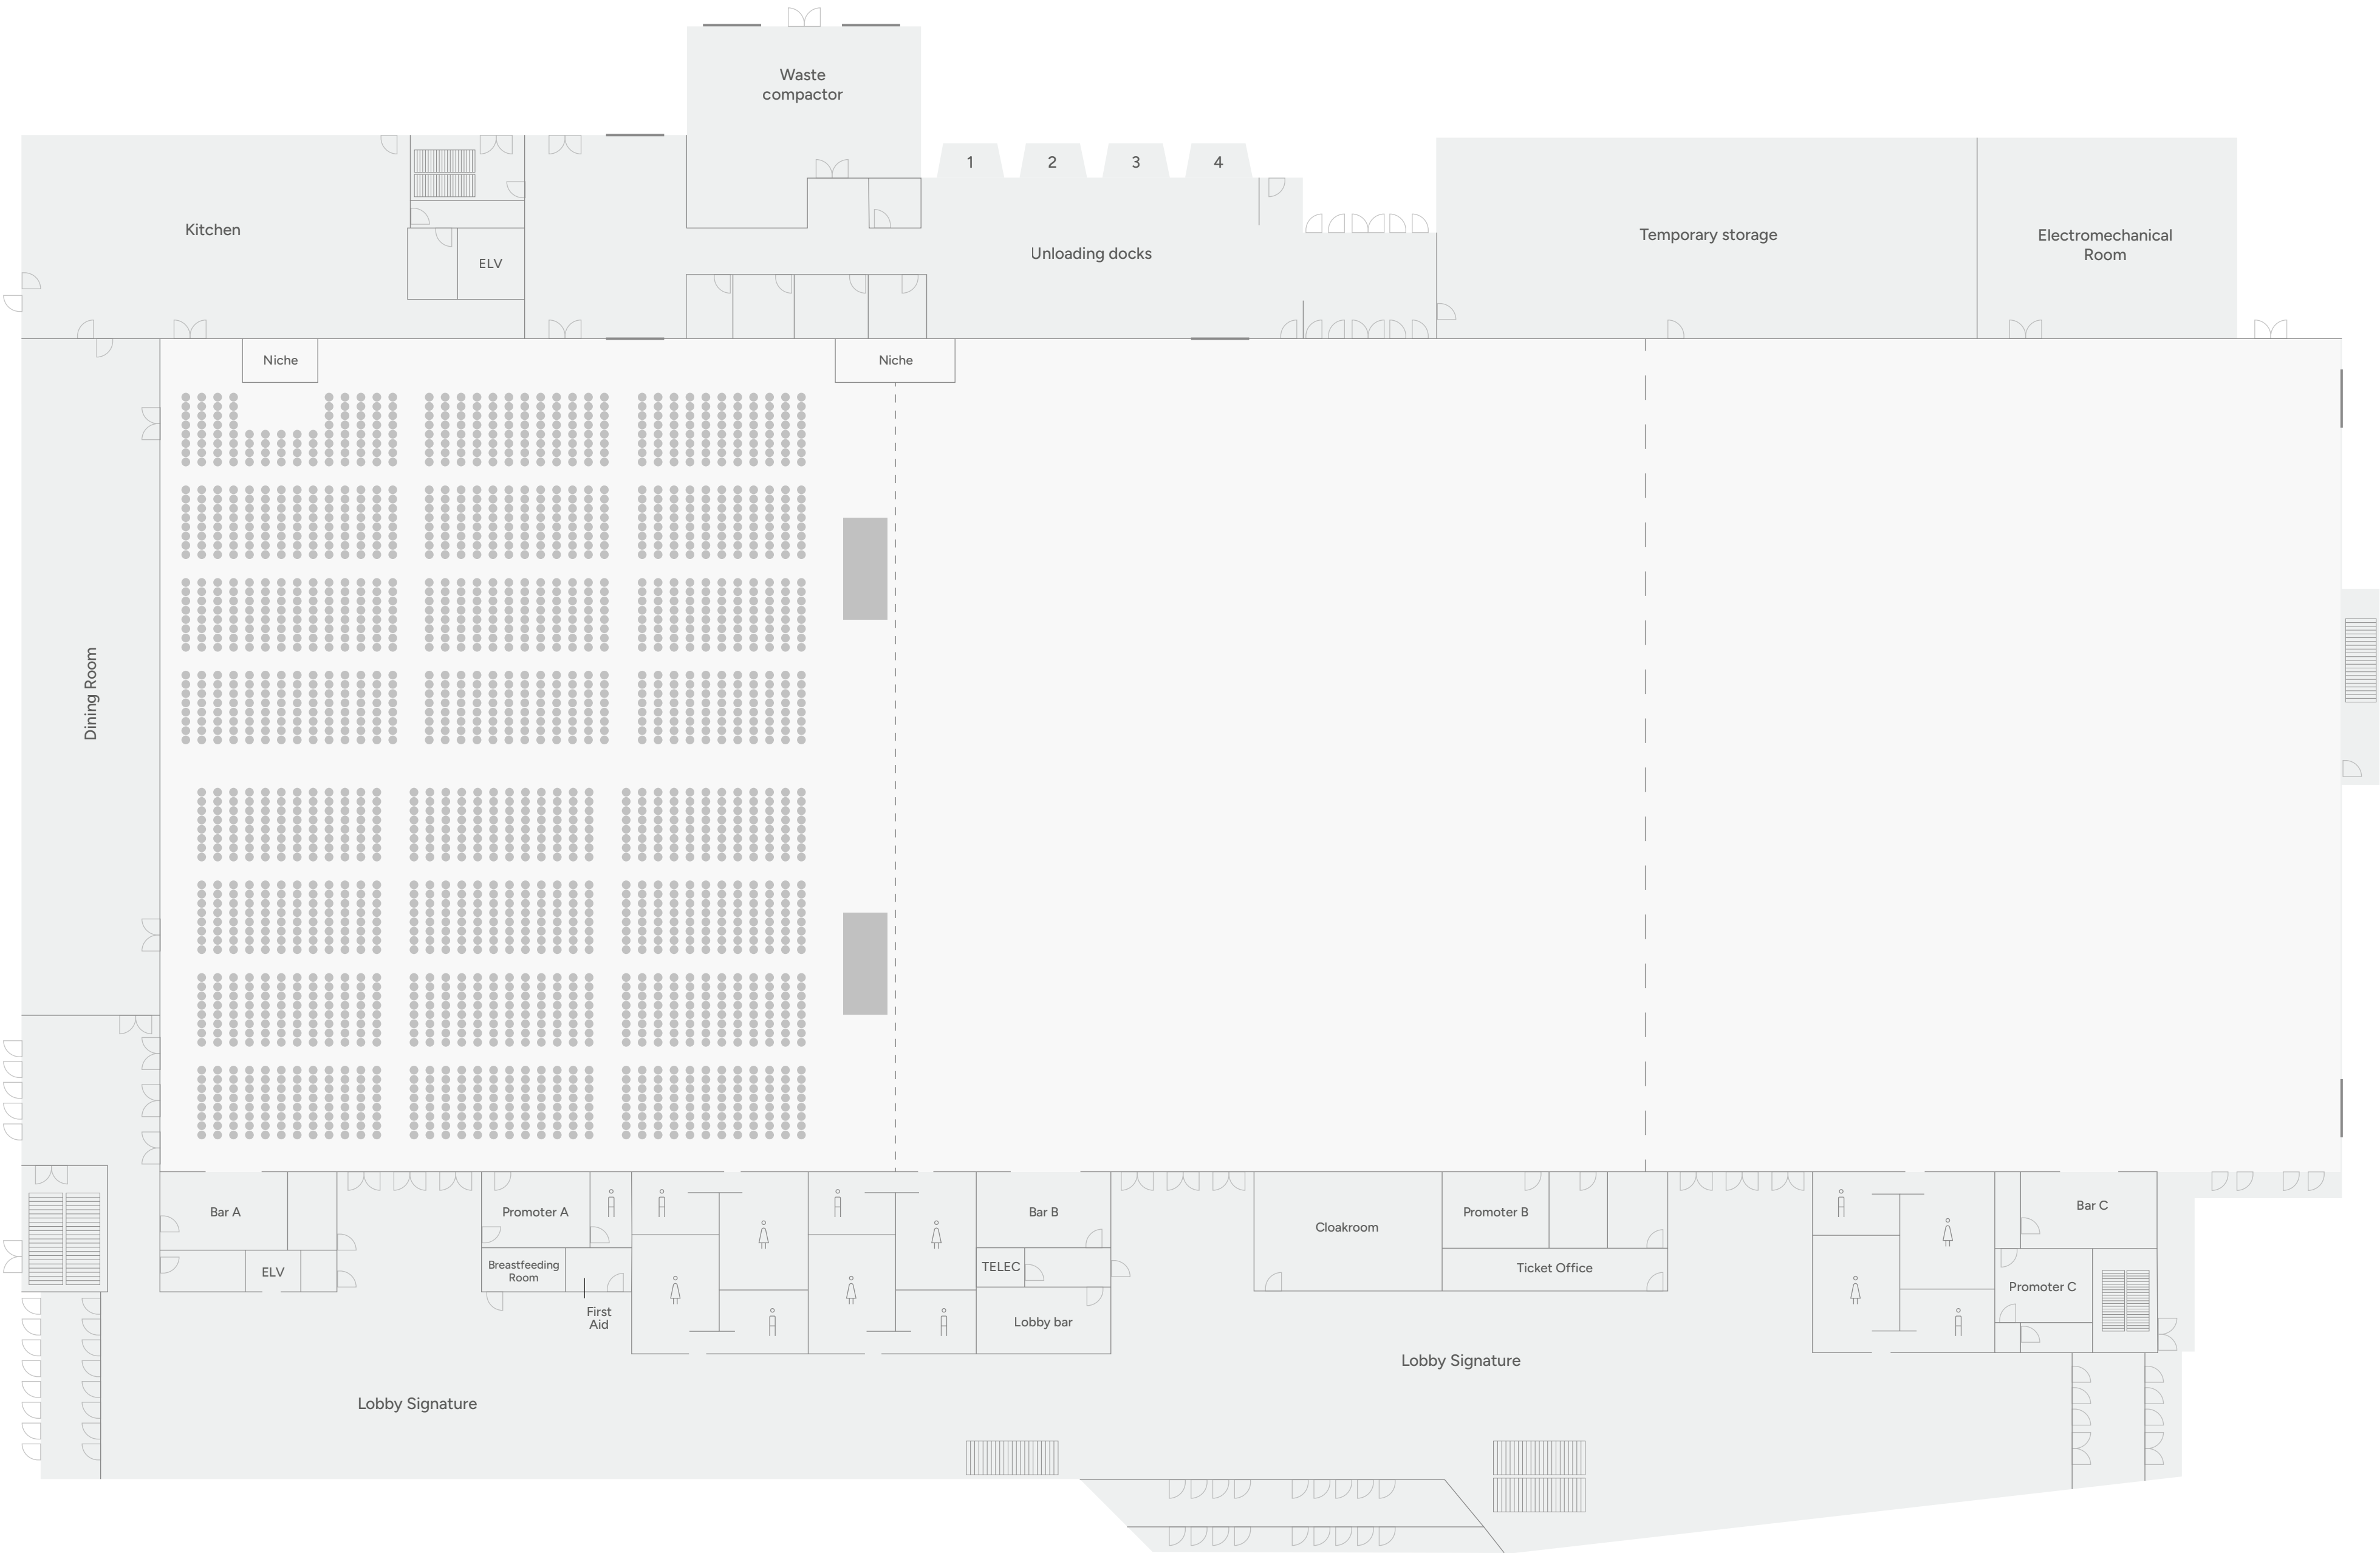 Waste
compactor
1
2
3
4
Kitchen
ELV
Unloading docks
Temporary storage
Electromechanical
Room
Niche
Niche
Dining Room
Bar A
ELV
Promoter A
Breastfeeding
Room
First
Aid
Bar B
TELEC
Lobby bar
Cloakroom
Promoter B
Ticket Office
Bar C
Promoter C
Lobby Signature
Lobby Signature